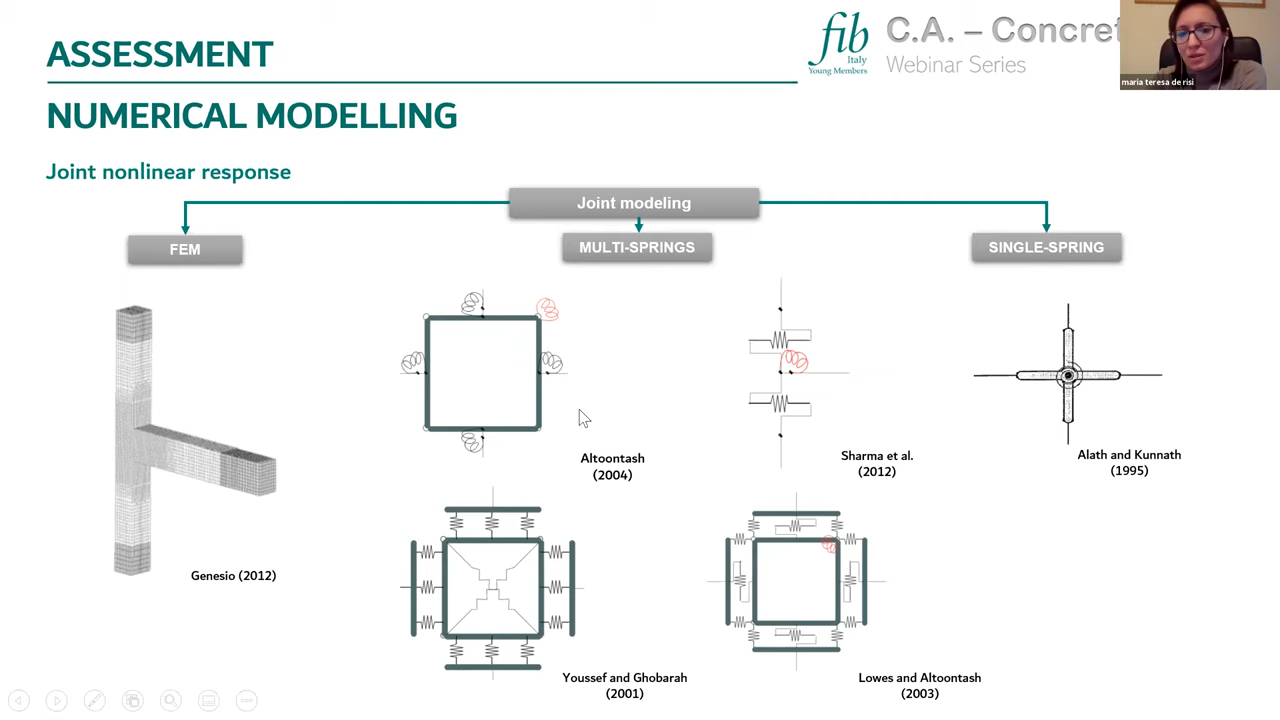 ASSESSMENT
fib
Italy
Young Members
C.A. – Concret
Webinar Series
maria teresa de risi
NUMERICAL MODELLING
Joint nonlinear response
Joint modeling
FEM
MULTI-SPRINGS
SINGLE-SPRING
Altoontash
(2004)
Sharma et al.
(2012)
Alath and Kunnath
(1995)
Genesio (2012)
Youssef and Ghobarah
(2001)
Lowes and Altoontash
(2003)